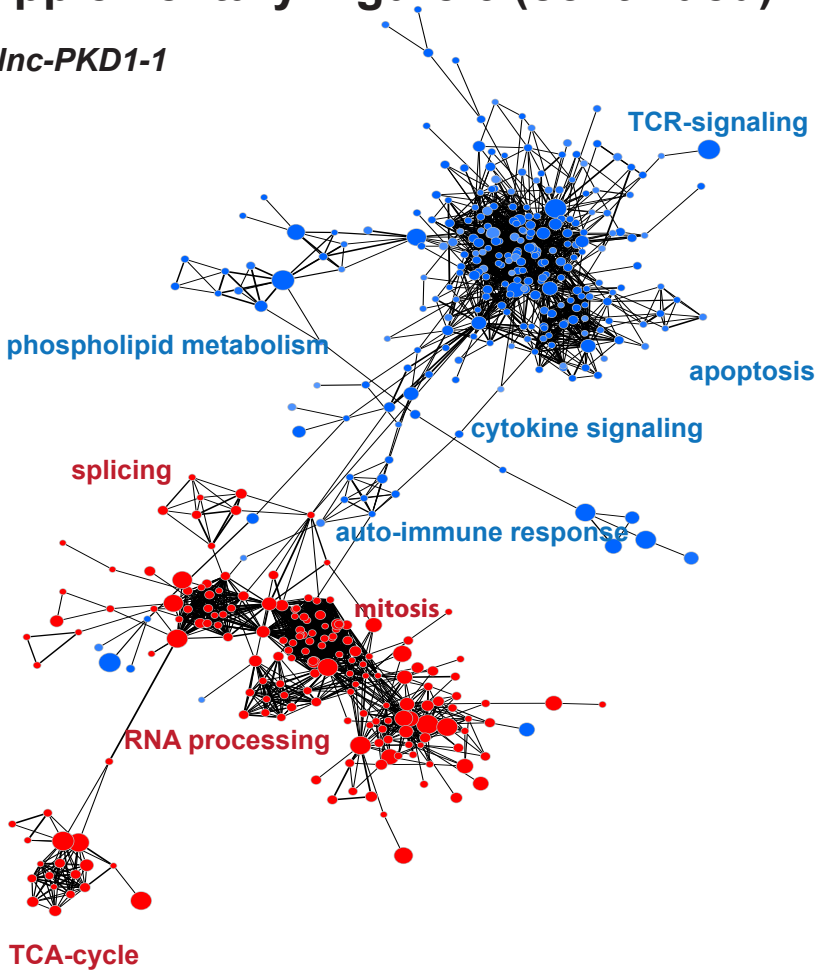 lnc-PKD1-1
TCR-signaling
phospholipid metabolism
apoptosis
cytokine signaling
splicing
auto-immune response
mitosis
RNA processing
TCA-cycle